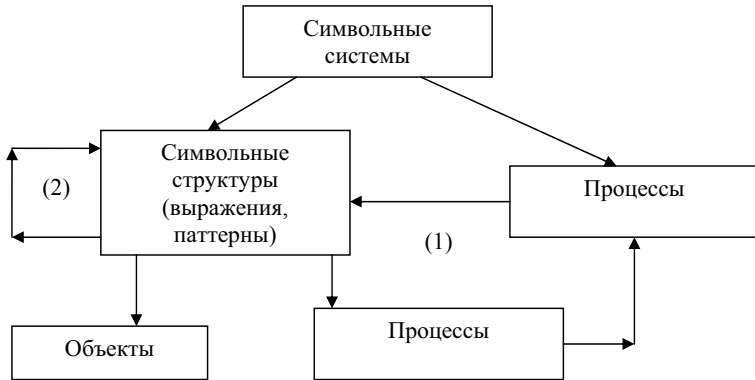 Символьные
системы
Символьные
структуры
(выражения,
паттерны)
(2)
Процессы
(1)
Объекты
Процессы